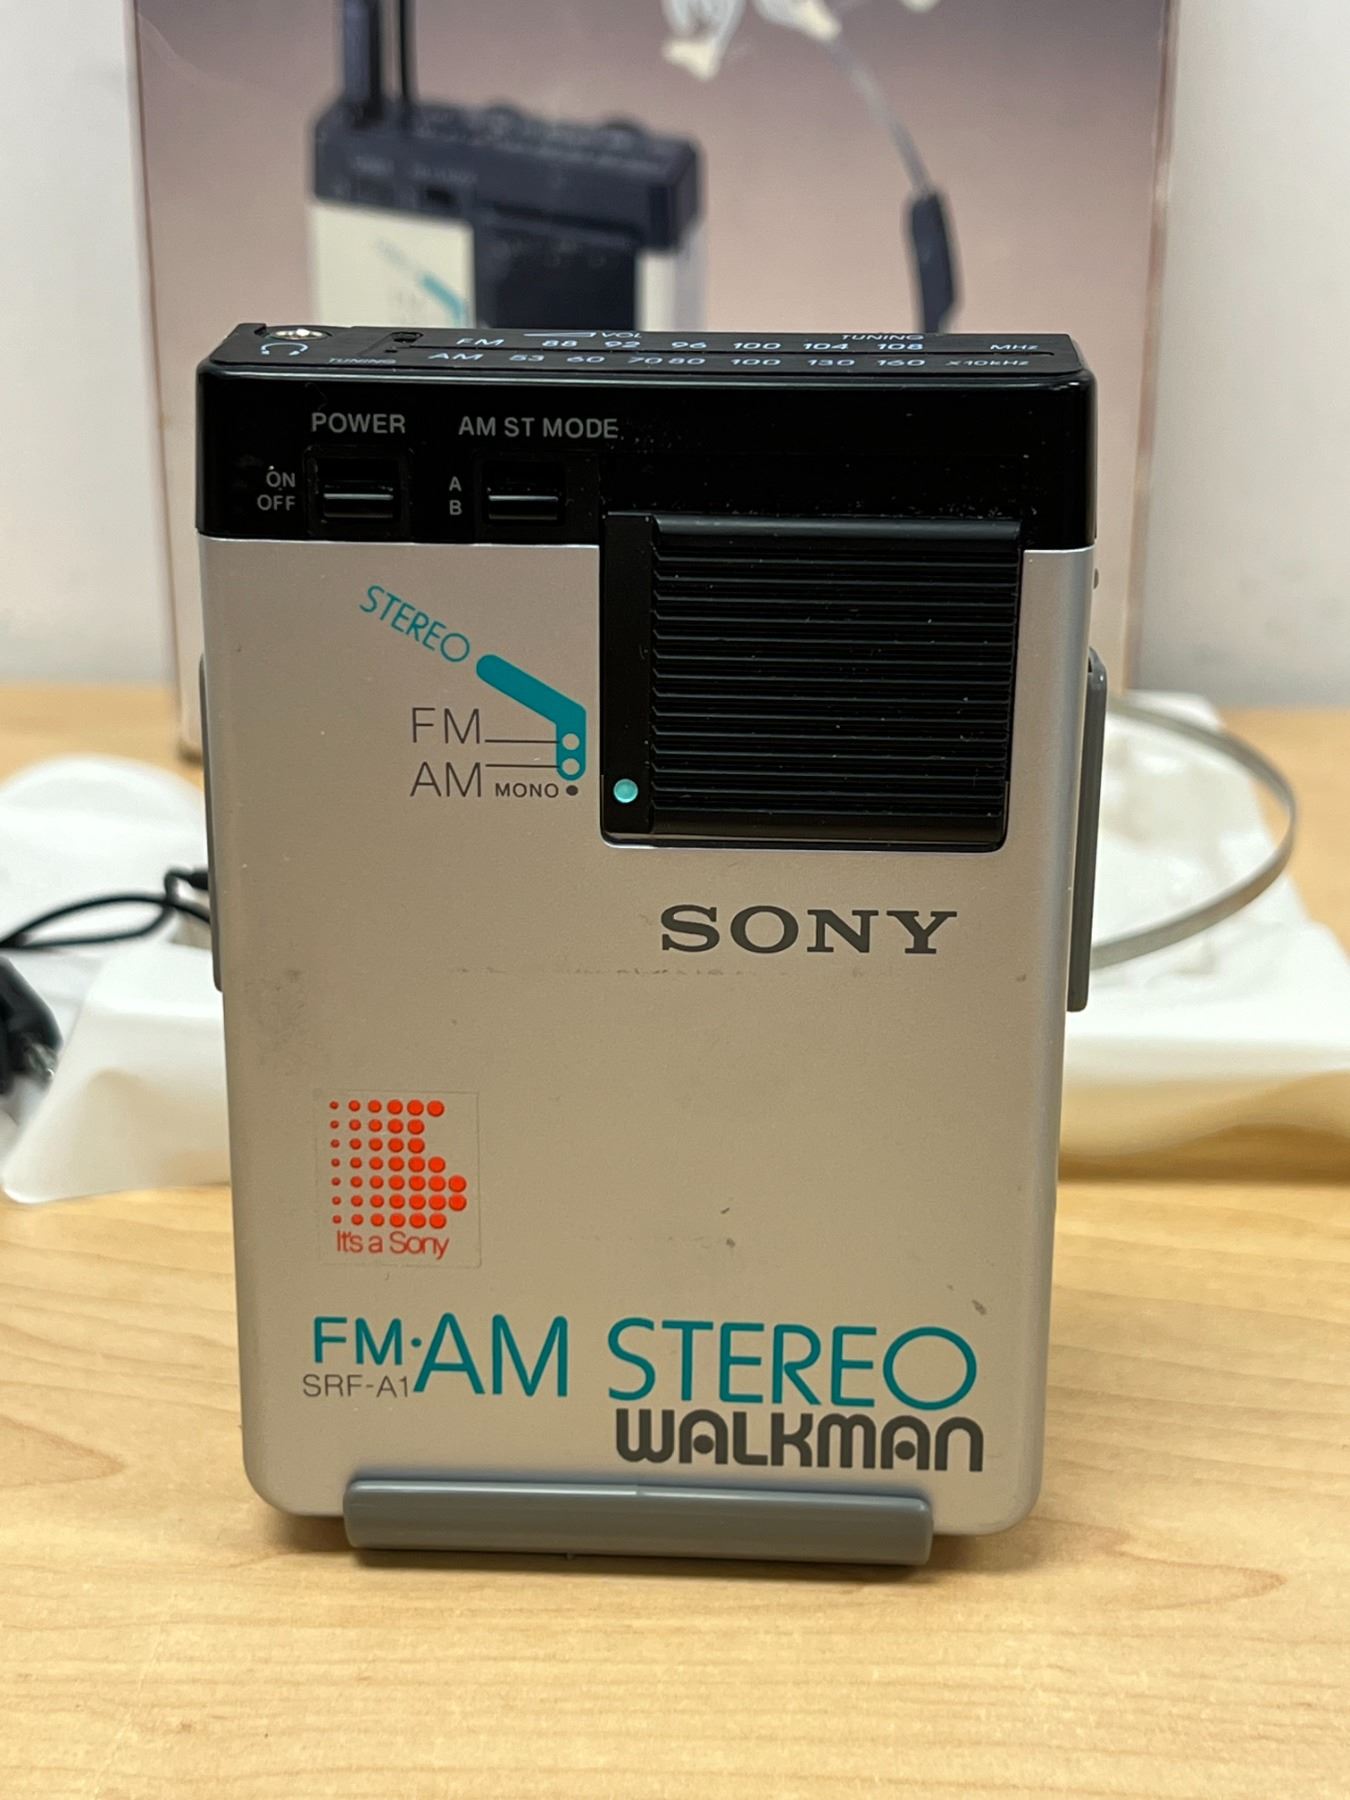 VOL TUNING
FM 88 92 96 100 104 108 MHz
TUNING AM 53 60 70 80 100 130 160 X10kHz
POWER AM ST MODE
ON A
OFF B
STEREO
FM
AM MONO
SONY
It's a Sony
FM·AM STEREO
SRF-A1
WALKMAN